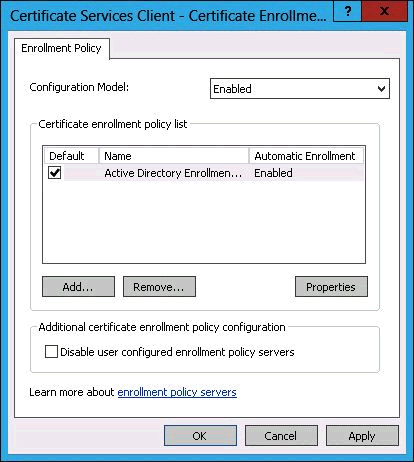 Certificate Services Client - Certificate Enrollme...
? X
Enrollment Policy
Configuration Model: Enabled
Certificate enrollment policy list
Default Name Automatic Enrollment
Active Directory Enrollmen... Enabled
Add... Remove... Properties
Additional certificate enrollment policy configuration
Disable user configured enrollment policy servers
Learn more about enrollment policy servers
OK Cancel Apply